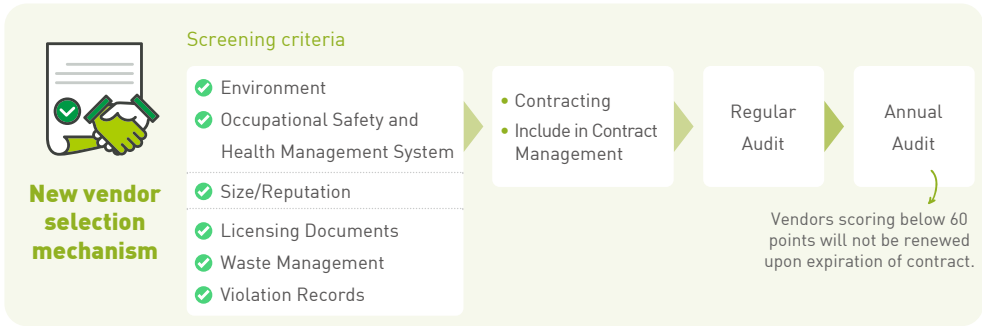 New vendor
selection
mechanism
Screening criteria
Environment
Occupational Safety and
Health Management System
Size/Reputation
Licensing Documents
Waste Management
Violation Records
• Contracting
• Include in Contract
Management
Regular
Audit
Annual
Audit
Vendors scoring below 60
points will not be renewed
upon expiration of contract.